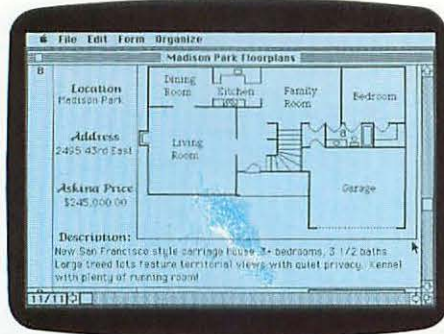 File Edit Form Organize
Madison Park Floorplans
8
Location
Madison Park
Address
2495 43rd East
Asking Price
$245,000.00
Dining Room
Kitchen
Family Room
Bedroom
Living Room
Garage
Description:
New San Francisco style carriage house, 3+ bedrooms, 3 1/2 baths
Large treed lots feature territorial views with quiet privacy. Kennel
with plenty of running room!
11/11